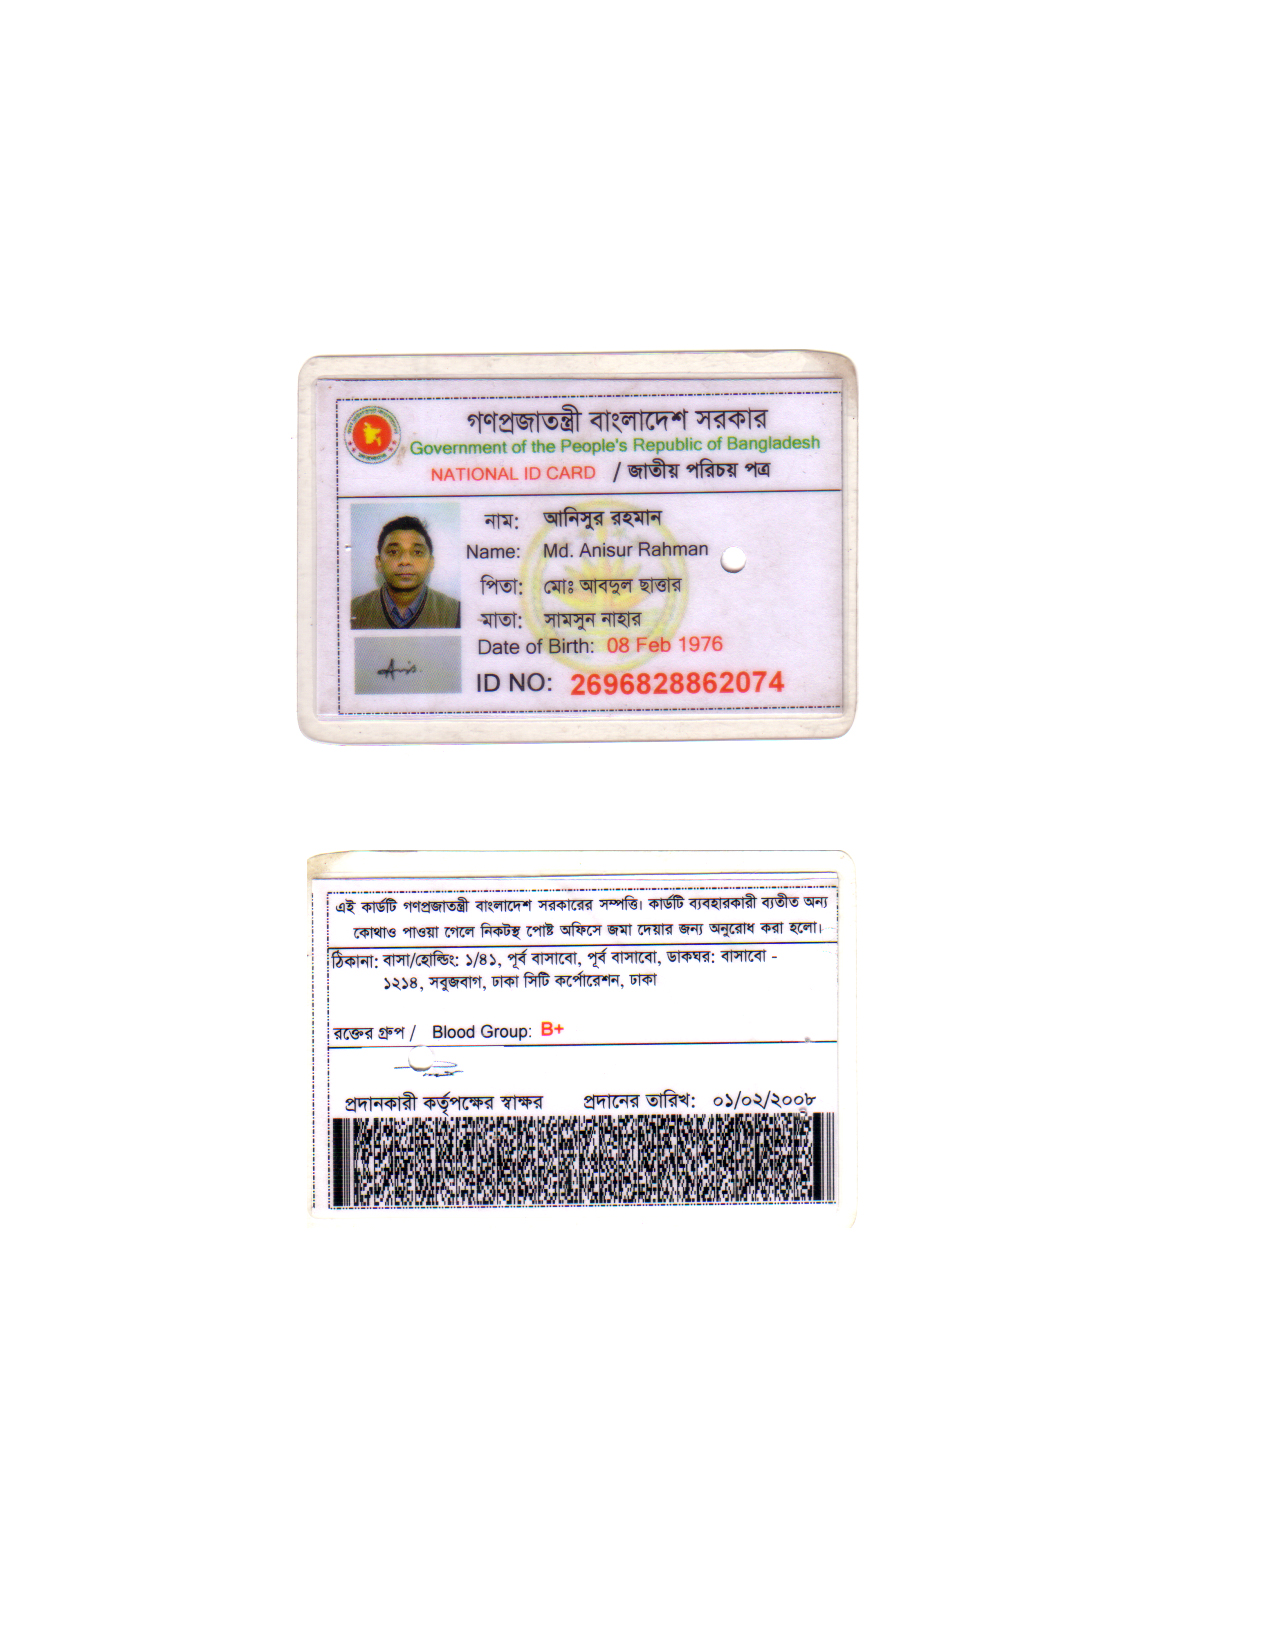 গণপ্রজাতন্ত্রী বাংলাদেশ সরকার
Government of the People's Republic of Bangladesh
NATIONAL ID CARD / জাতীয় পরিচয় পত্র
নাম: আনিসুর রহমান
Name: Md. Anisur Rahman
পিতা: মোঃ আবদুল ছাত্তার
মাতা: সামসুন নাহার
Date of Birth: 08 Feb 1976
ID NO: 2696828862074
এই কার্ডটি গণপ্রজাতন্ত্রী বাংলাদেশ সরকারের সম্পত্তি। কার্ডটি ব্যবহারকারী ব্যতীত অন্য
কোথাও পাওয়া গেলে নিকটস্থ পোষ্ট অফিসে জমা দেয়ার জন্য অনুরোধ করা হলো।
ঠিকানা: বাসা/হোল্ডিং: ১/৪১, পূর্ব বাসাবো, পূর্ব বাসাবো, ডাকঘর: বাসাবো -
১২১৪, সবুজবাগ, ঢাকা সিটি কর্পোরেশন, ঢাকা
রক্তের গ্রুপ / Blood Group: B+
প্রদানকারী কর্তৃপক্ষের স্বাক্ষর প্রদানের তারিখ: ০১/০২/২০০৮